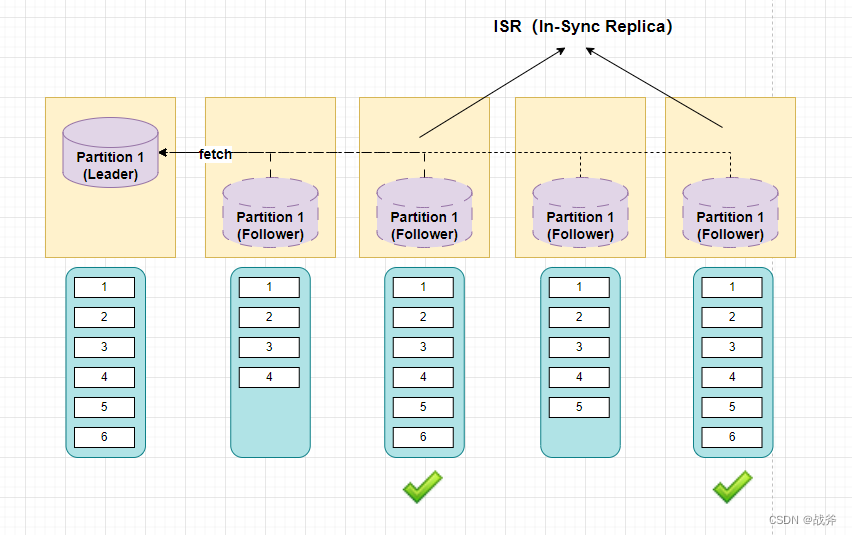 ISR（In-Sync Replica）
Partition 1
(Leader)
fetch
Partition 1
(Follower)
Partition 1
(Follower)
Partition 1
(Follower)
Partition 1
(Follower)
1
2
3
4
5
6
1
2
3
4
1
2
3
4
5
6
1
2
3
4
5
1
2
3
4
5
6
CSDN @战斧